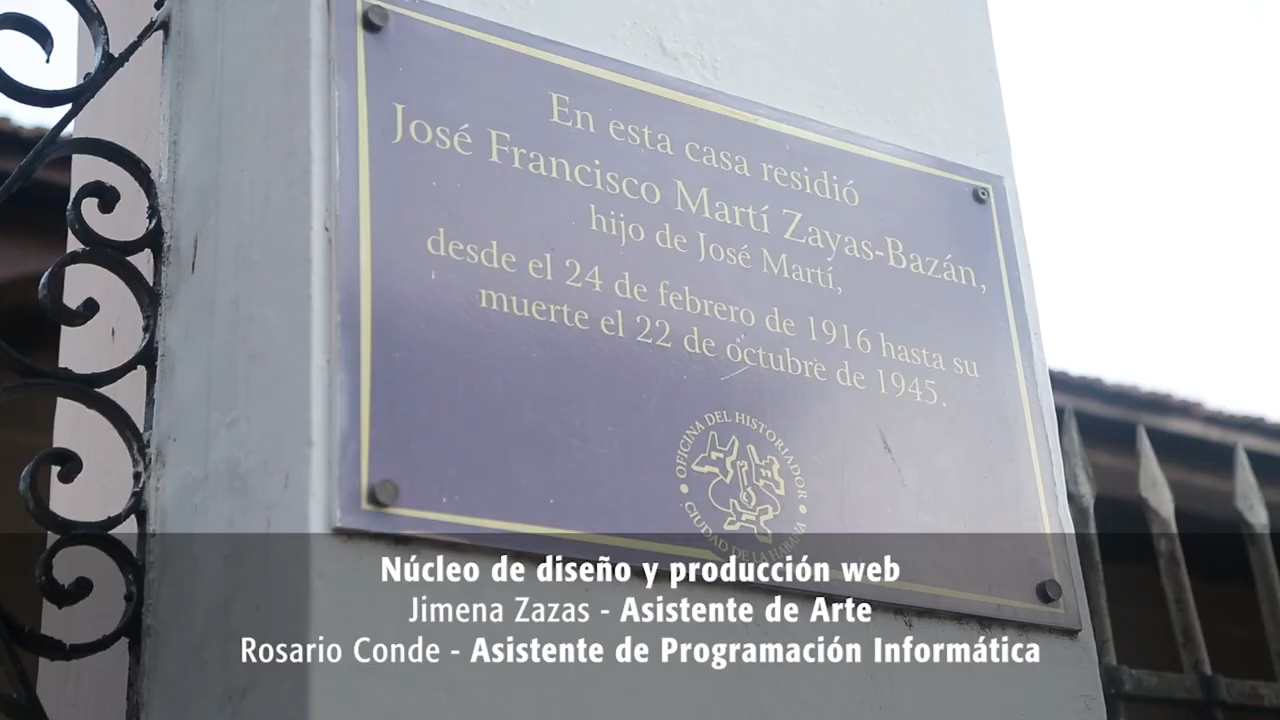 En esta casa residió
José Francisco Martí Zayas-Bazán,
hijo de José Martí,
desde el 24 de febrero de 1916 hasta su
muerte el 22 de octubre de 1945.
OFICINA DEL HISTORIADOR
CIUDAD DE LA HABANA
Núcleo de diseño y producción web
Jimena Zazas - Asistente de Arte
Rosario Conde - Asistente de Programación Informática